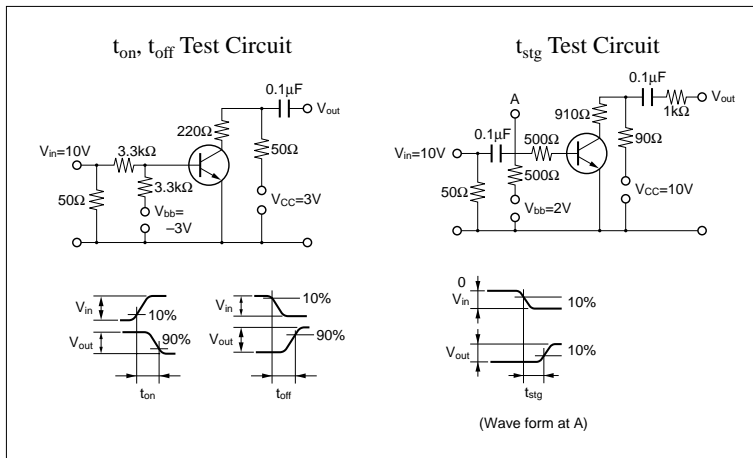 ton, toff Test Circuit
0.1μF
Vout
220Ω
Vin=10V
3.3kΩ
50Ω
50Ω
3.3kΩ
Vbb=
–3V
VCC=3V
Vin
10%
Vout
90%
ton
Vin
10%
Vout
90%
toff
tstg Test Circuit
0.1μF
A
Vout
910Ω
1kΩ
0.1μF
500Ω
90Ω
Vin=10V
500Ω
50Ω
Vbb=2V
VCC=10V
0
Vin
10%
Vout
10%
tstg
(Wave form at A)